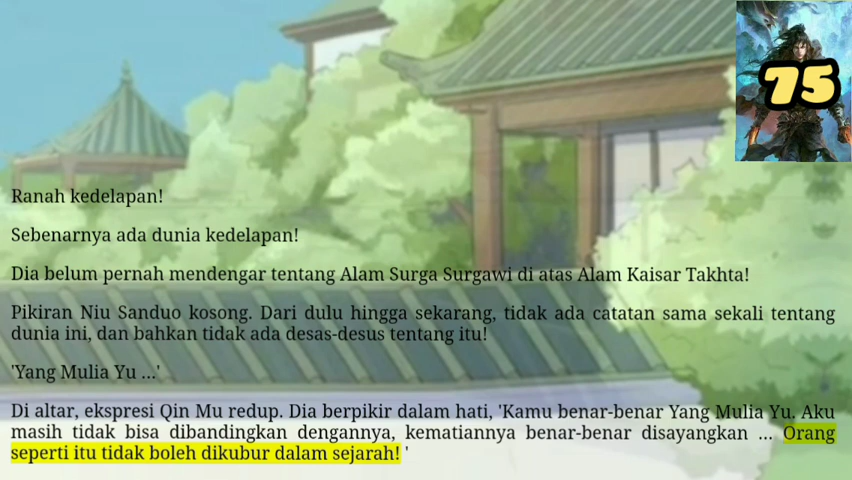 75
Ranah kedelapan!
Sebenarnya ada dunia kedelapan!
Dia belum pernah mendengar tentang Alam Surga Surgawi di atas Alam Kaisar Takhta!
Pikiran Niu Sanduo kosong. Dari dulu hingga sekarang, tidak ada catatan sama sekali tentang
dunia ini, dan bahkan tidak ada desas-desus tentang itu!
'Yang Mulia Yu ...'
Di altar, ekspresi Qin Mu redup. Dia berpikir dalam hati, 'Kamu benar-benar Yang Mulia Yu. Aku
masih tidak bisa dibandingkan dengannya, kematiannya benar-benar disayangkan ... Orang
seperti itu tidak boleh dikubur dalam sejarah! '